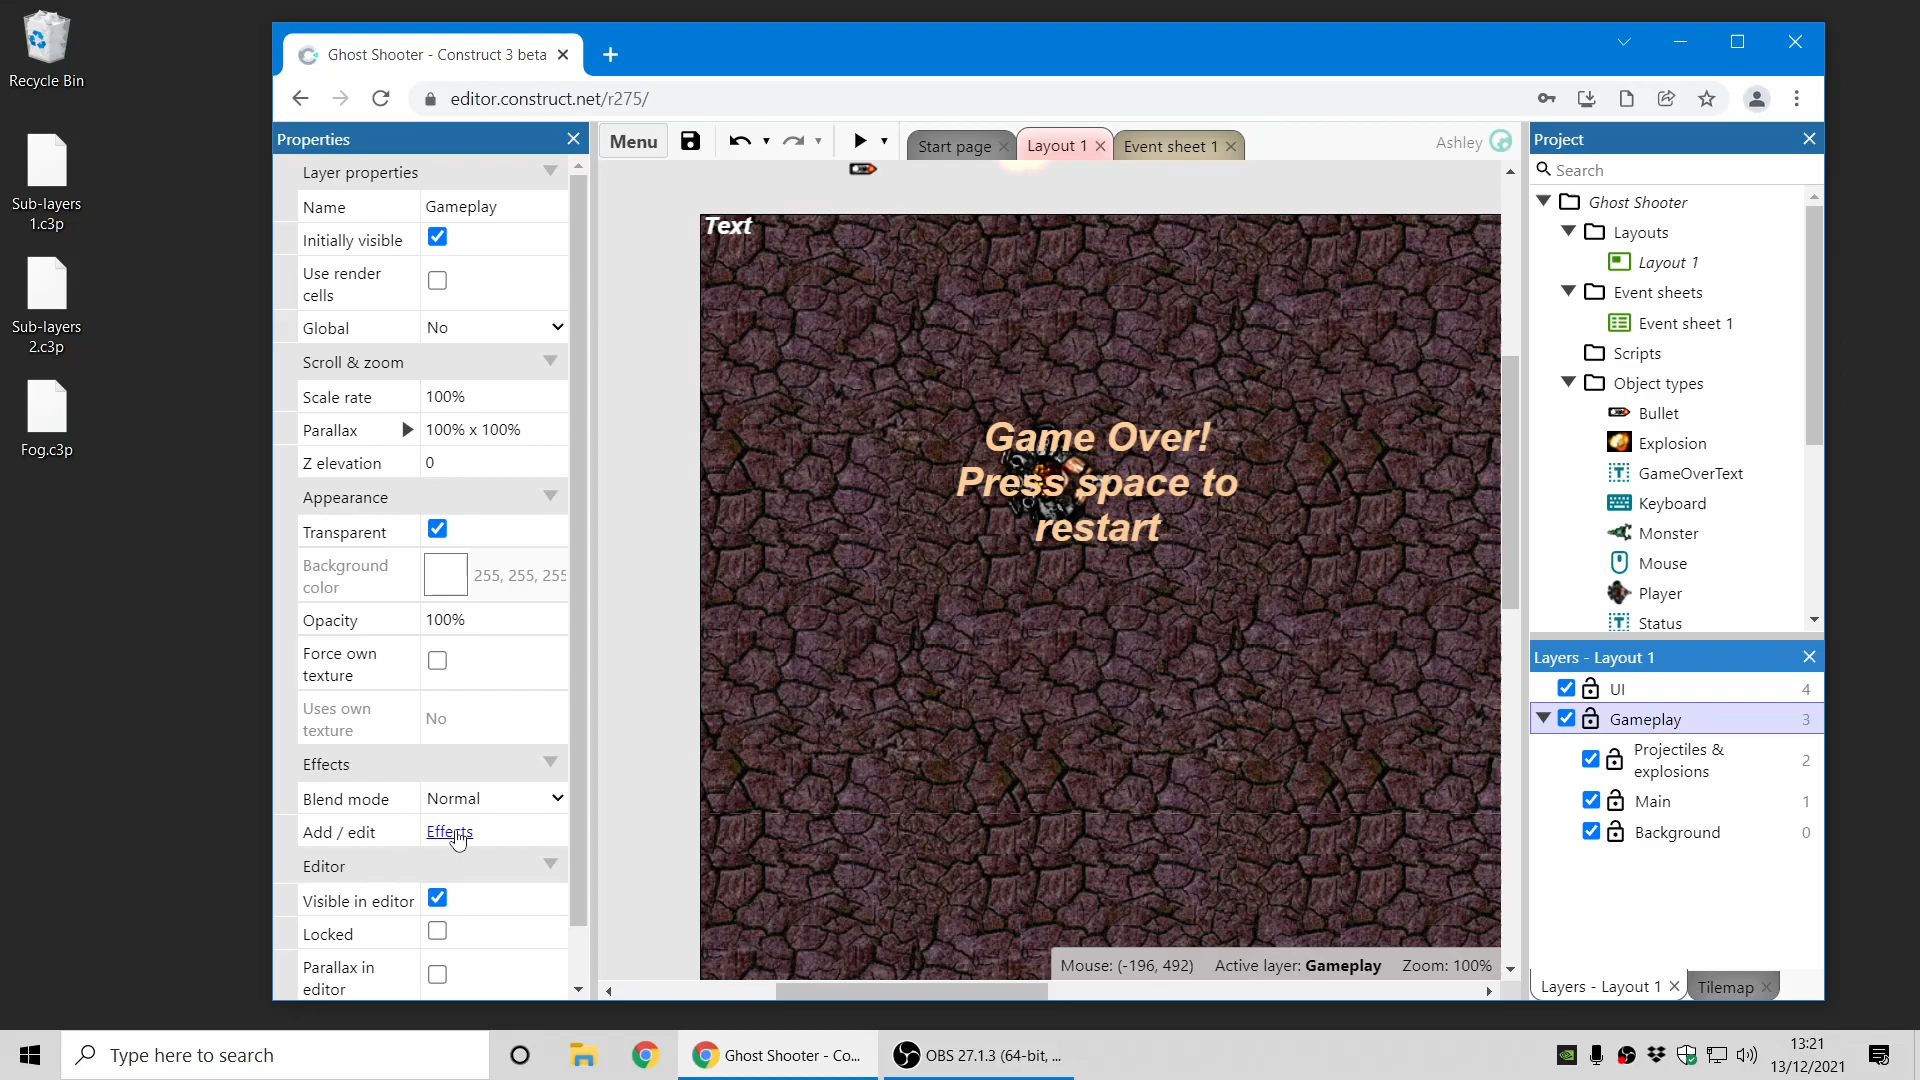 Recycle Bin
Sub-layers
1.c3p
Sub-layers
2.c3p
Fog.c3p
Ghost Shooter - Construct 3 beta
editor.construct.net/r275/
Properties
Layer properties
Name Gameplay
Initially visible
Use render
cells
Global No
Scroll & zoom
Scale rate 100%
Parallax 100% x 100%
Z elevation 0
Appearance
Transparent
Background
color
255, 255, 255
Opacity 100%
Force own
texture
Uses own
texture
No
Effects
Blend mode Normal
Add / edit Effects
Editor
Visible in editor
Locked
Parallax in
editor
Menu
Start page
Layout 1
Event sheet 1
Ashley
Text
Game Over!
Press space to
restart
Mouse: (-196, 492) Active layer: Gameplay Zoom: 100%
Project
Search
Ghost Shooter
Layouts
Layout 1
Event sheets
Event sheet 1
Scripts
Object types
Bullet
Explosion
GameOverText
Keyboard
Monster
Mouse
Player
Status
Layers - Layout 1
UI 4
Gameplay 3
Projectiles &
explosions
2
Main 1
Background 0
Layers - Layout 1
Tilemap
Type here to search
Ghost Shooter - Co...
OBS 27.1.3 (64-bit, ...
13:21
13/12/2021